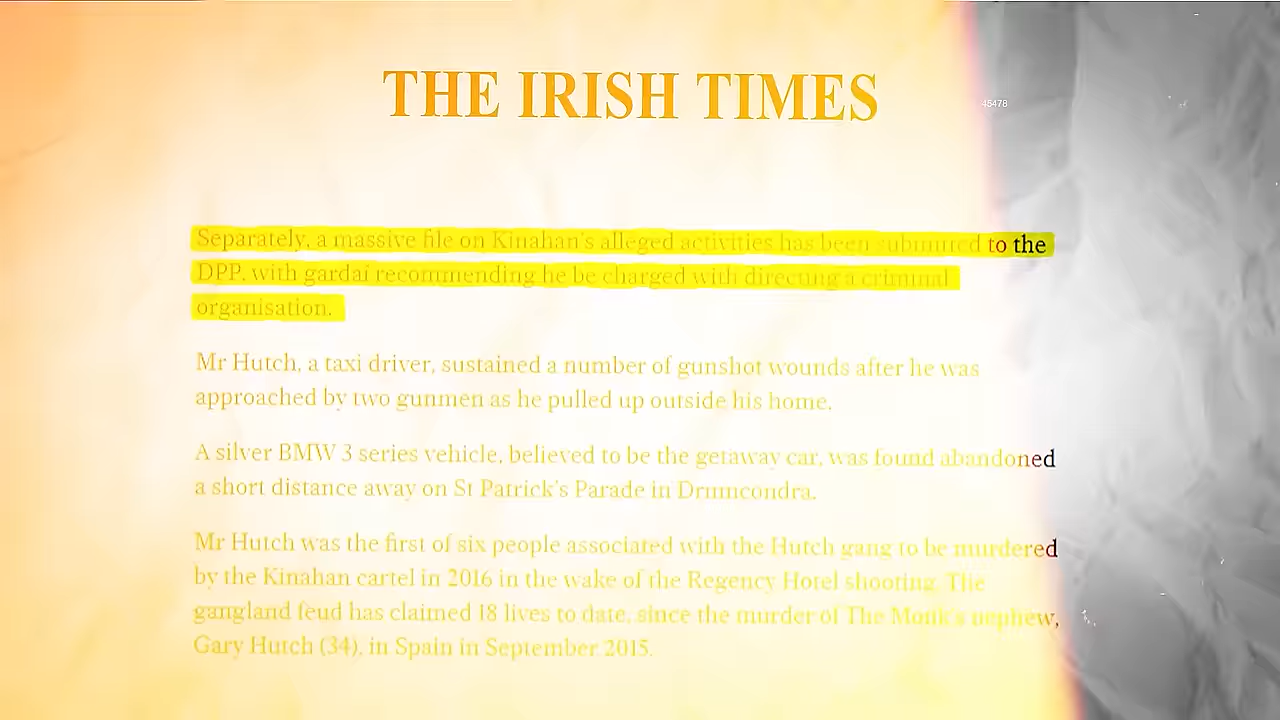 THE IRISH TIMES
45478
Separately, a massive file on Kinahan's alleged activities has been submitted to the
DPP, with gardaí recommending he be charged with directing a criminal
organisation.
Mr Hutch, a taxi driver, sustained a number of gunshot wounds after he was
approached by two gunmen as he pulled up outside his home.
A silver BMW 3 series vehicle, believed to be the getaway car, was found abandoned
a short distance away on St Patrick's Parade in Drumcondra.
Mr Hutch was the first of six people associated with the Hutch gang to be murdered
by the Kinahan cartel in 2016 in the wake of the Regency Hotel shooting. The
gangland feud has claimed 18 lives to date, since the murder of The Monk's nephew,
Gary Hutch (34), in Spain in September 2015.